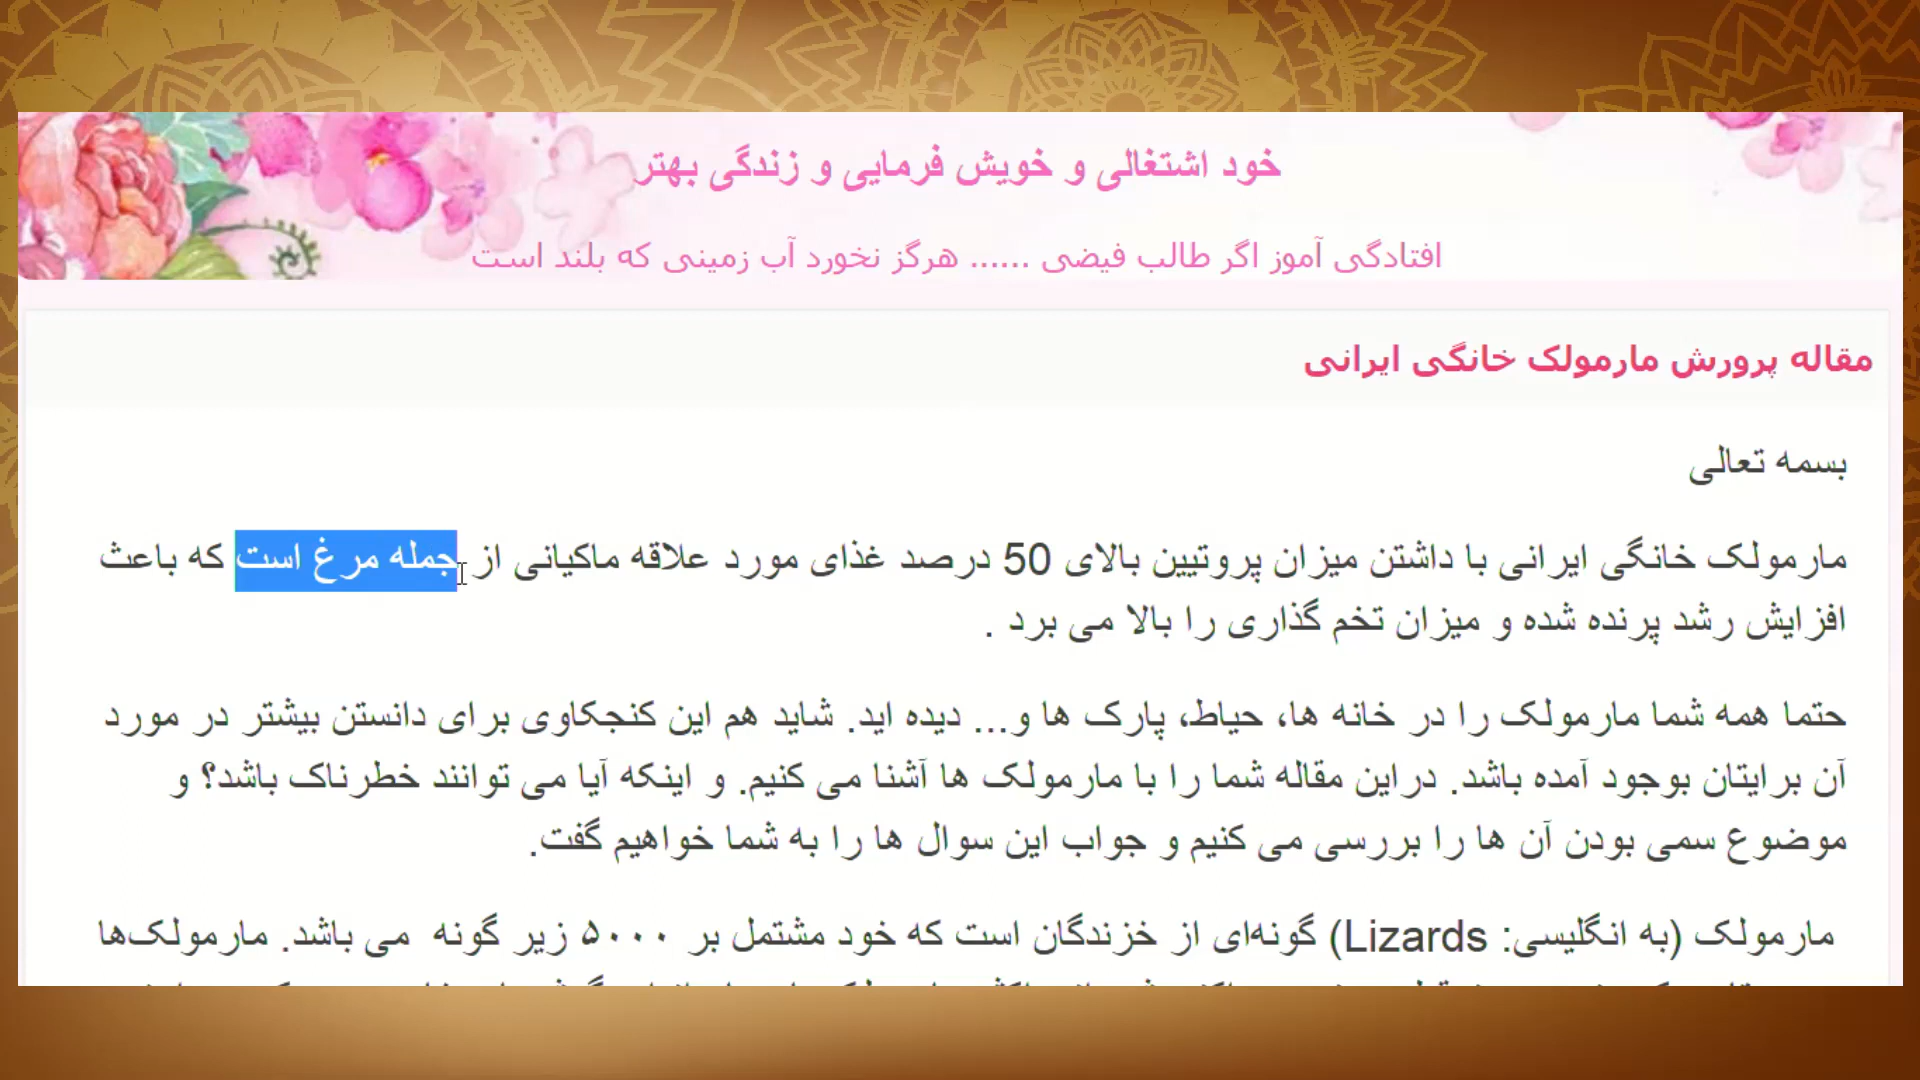 خود اشتغالی و خویش فرمایی و زندگی بهتر
افتادگی آموز اگر طالب فیضی ...... هرگز نخورد آب زمینی که بلند است
مقاله پرورش مارمولک خانگی ایرانی
بسمه تعالی
مارمولک خانگی ایرانی با داشتن میزان پروتیین بالای 50 درصد غذای مورد علاقه ماکیانی از جمله مرغ است که باعث
افزایش رشد پرنده شده و میزان تخم گذاری را بالا می برد .
حتما همه شما مارمولک را در خانه ها، حیاط، پارک ها و... دیده اید. شاید هم این کنجکاوی برای دانستن بیشتر در مورد
آن برایتان بوجود آمده باشد. دراین مقاله شما را با مارمولک ها آشنا می کنیم. و اینکه آیا می توانند خطرناک باشد؟ و
موضوع سمی بودن آن ها را بررسی می کنیم و جواب این سوال ها را به شما خواهیم گفت.
مارمولک (به انگلیسی: Lizards) گونه‌ای از خزندگان است که خود مشتمل بر ۵۰۰۰ زیر گونه می باشد. مارمولک‌ها